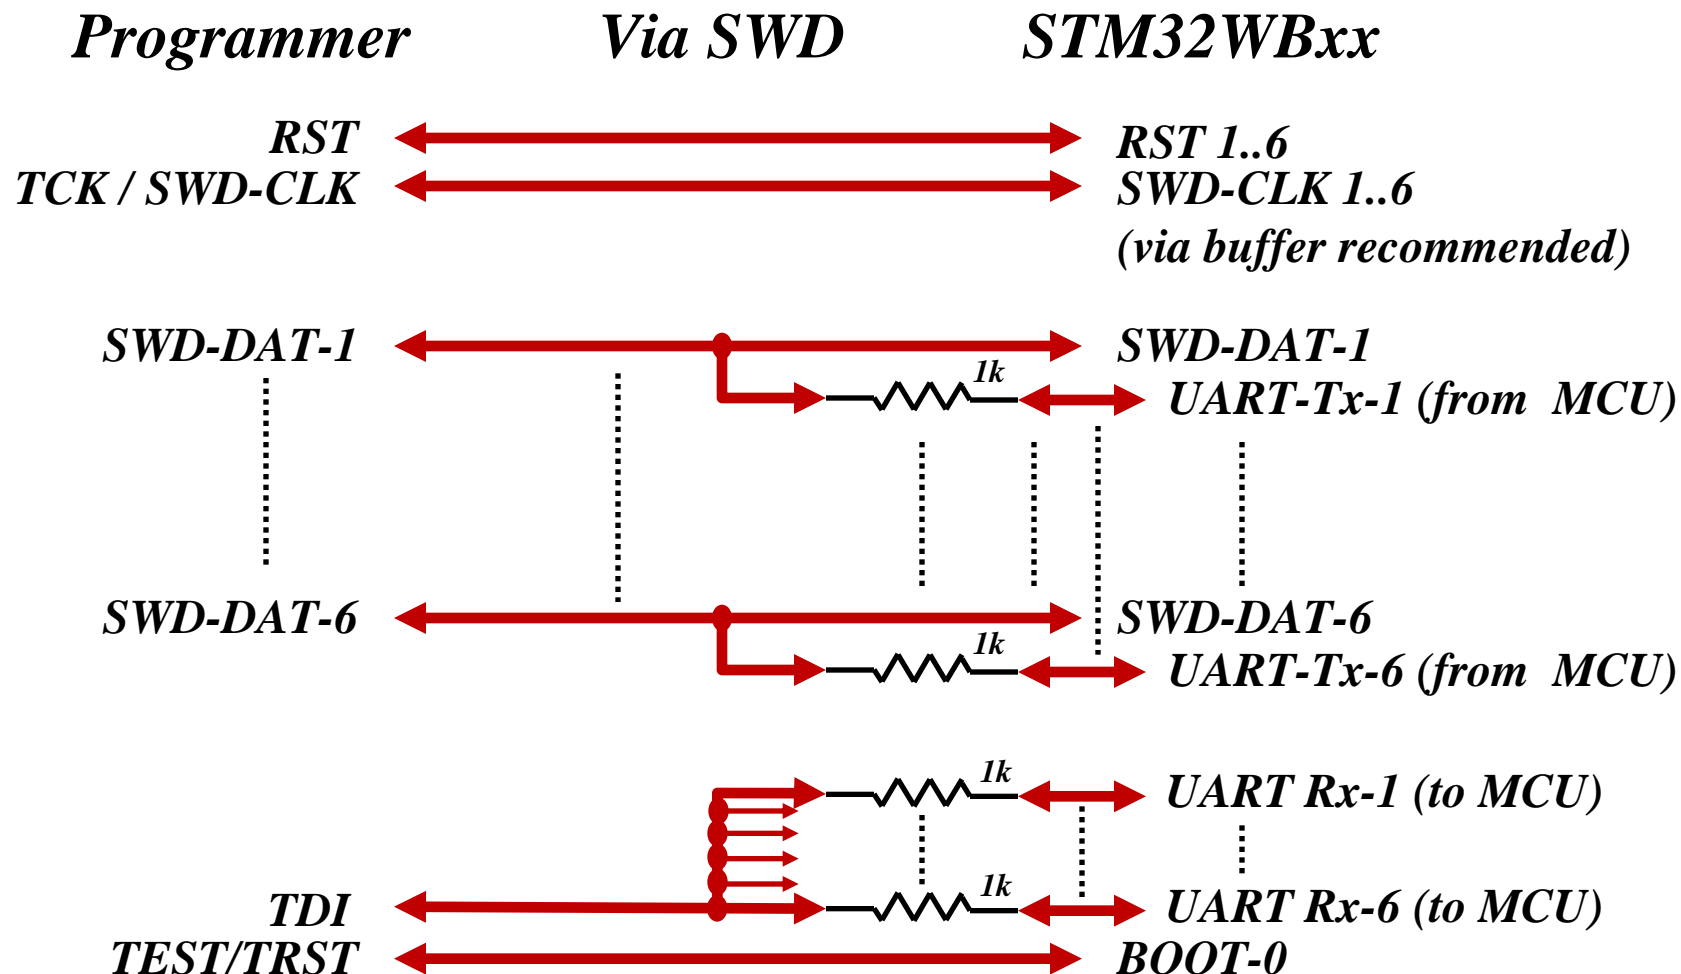 Programmer Via SWD STM32WBxx
RST RST 1..6
TCK / SWD-CLK SWD-CLK 1..6
(via buffer recommended)
SWD-DAT-1 SWD-DAT-1
1k
UART-Tx-1 (from MCU)
SWD-DAT-6 SWD-DAT-6
1k
UART-Tx-6 (from MCU)
1k
UART Rx-1 (to MCU)
1k
TDI UART Rx-6 (to MCU)
TEST/TRST BOOT-0